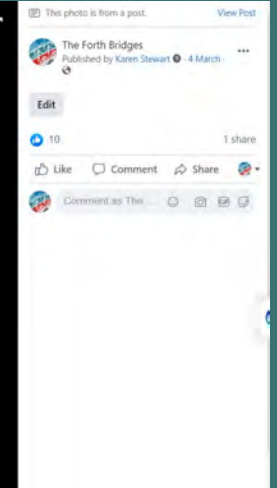 This photo is from a post. View Post
The Forth Bridges
Published by Karen Stewart · 4 March ·
Edit
10 1 share
Like Comment Share
Comment as The ...